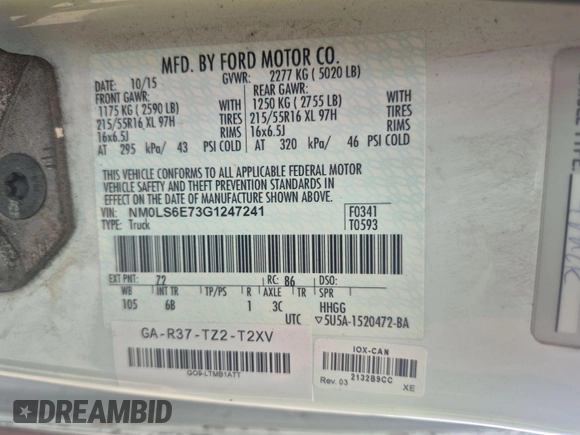 MFD. BY FORD MOTOR CO.
DATE: 10/15 GVWR: 2277 KG ( 5020 LB)
FRONT GAWR: REAR GAWR:
1175 KG ( 2590 LB) WITH 1250 KG ( 2755 LB) WITH
215/55R16 XL 97H TIRES 215/55R16 XL 97H TIRES
16x6.5J RIMS 16x6.5J RIMS
AT 295 kPa/ 43 PSI COLD AT 320 kPa/ 46 PSI COLD
THIS VEHICLE CONFORMS TO ALL APPLICABLE FEDERAL MOTOR
VEHICLE SAFETY AND THEFT PREVENTION STANDARDS IN
EFFECT ON THE DATE OF MANUFACTURE SHOWN ABOVE.
VIN: NM0LS6E73G1247241 F0341
TYPE: Truck T0593
EXT PNT: 72 RC: 86 DSO:
WB INT TR TP/PS R AXLE TR SPR
105 6B 1 3C HHGG
UTC ▽5U5A-1520472-BA
GA-R37-TZ2-T2XV
GO9-LTMB1A7T
IOX-CAN
2132B9CC
Rev. 03 XE
DREAMBID